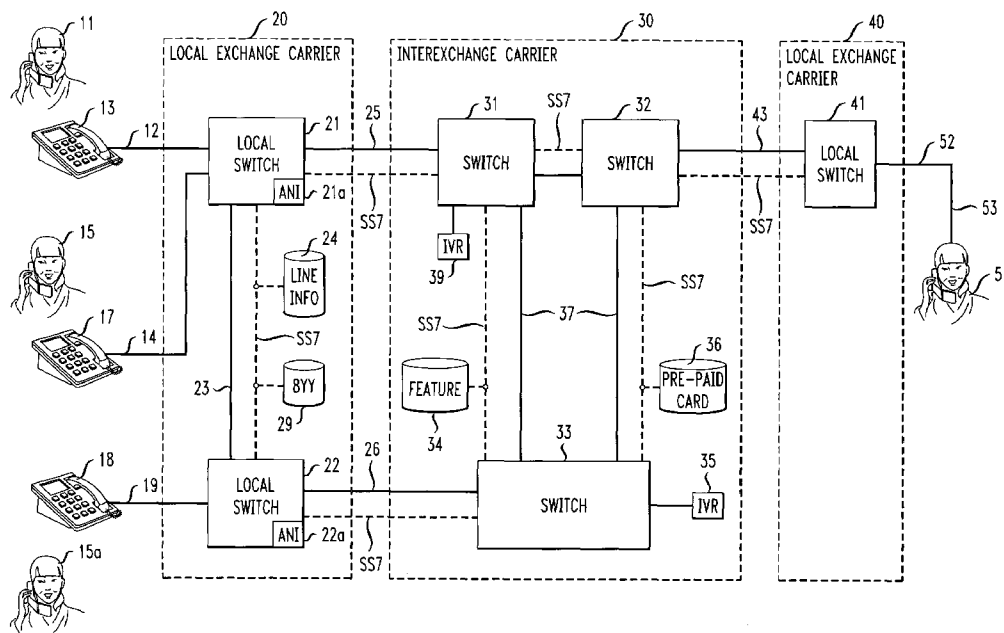 11
20
30
40
LOCAL EXCHANGE CARRIER
INTEREXCHANGE CARRIER
LOCAL EXCHANGE
CARRIER
13
12
21
25
31
SS7
32
43
41
LOCAL
SWITCH
ANI
21a
SS7
SWITCH
SWITCH
SS7
LOCAL
SWITCH
52
53
5
15
24
LINE
INFO
IVR
39
SS7
17
14
SS7
SS7
37
36
23
8YY
29
FEATURE
34
PRE-PAID
CARD
18
19
22
26
33
35
LOCAL
SWITCH
ANI
22a
SS7
SWITCH
IVR
15a